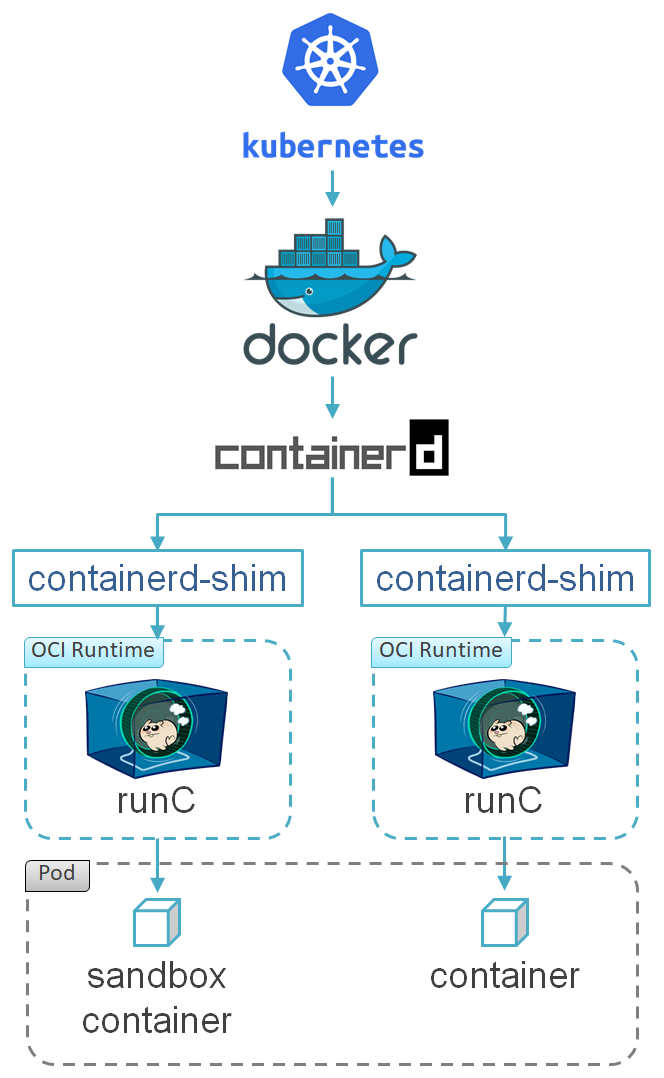 kubernetes
docker
containerd
containerd-shim
containerd-shim
OCI Runtime
OCI Runtime
runC
runC
Pod
sandbox
container
container